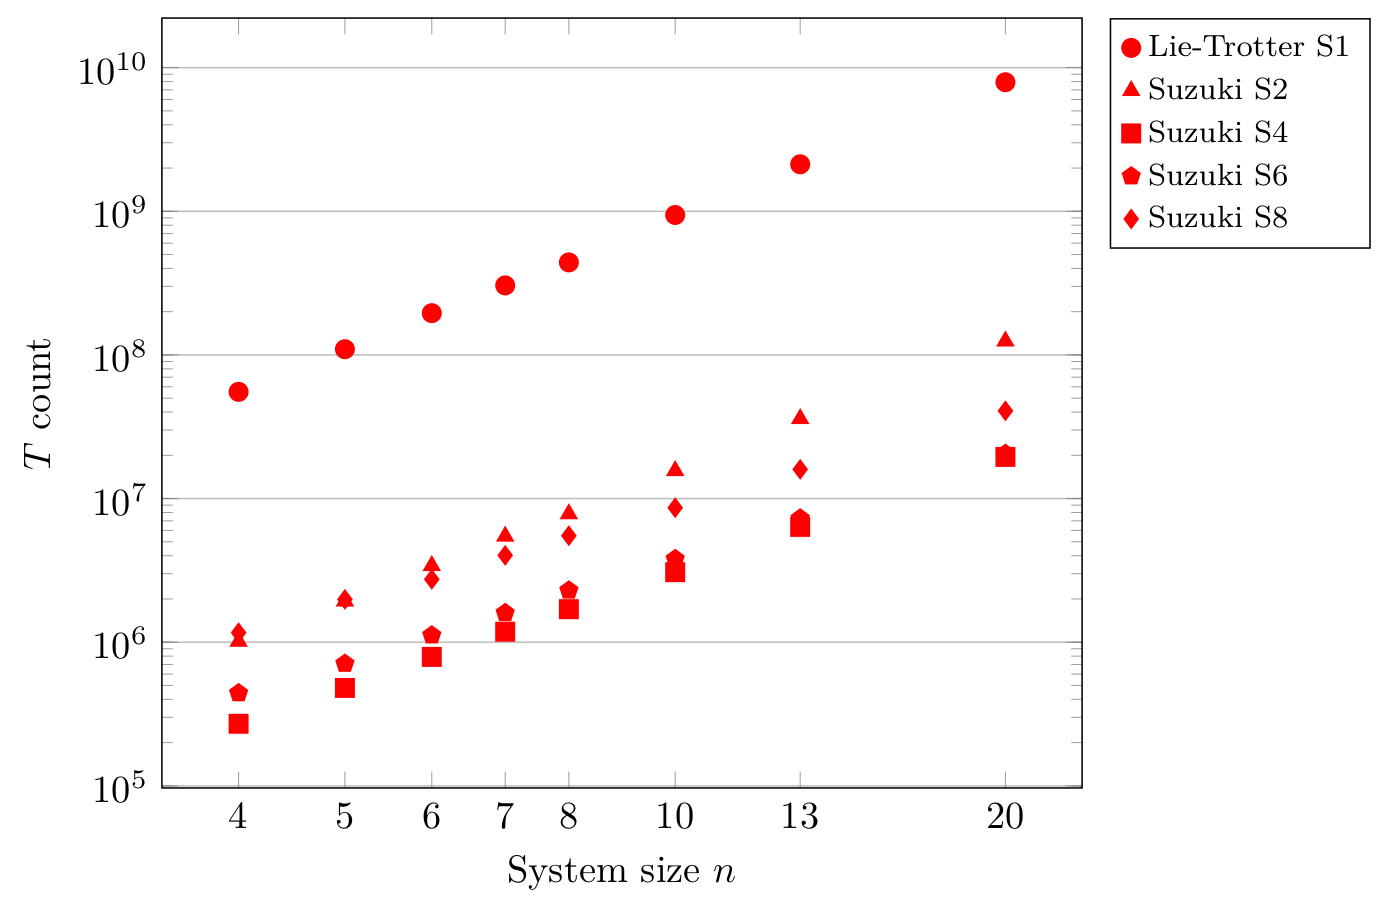 10^10
10^9
10^8
10^7
10^6
10^5
T count
4 5 6 7 8 10 13 20
System size n
Lie-Trotter S1
Suzuki S2
Suzuki S4
Suzuki S6
Suzuki S8